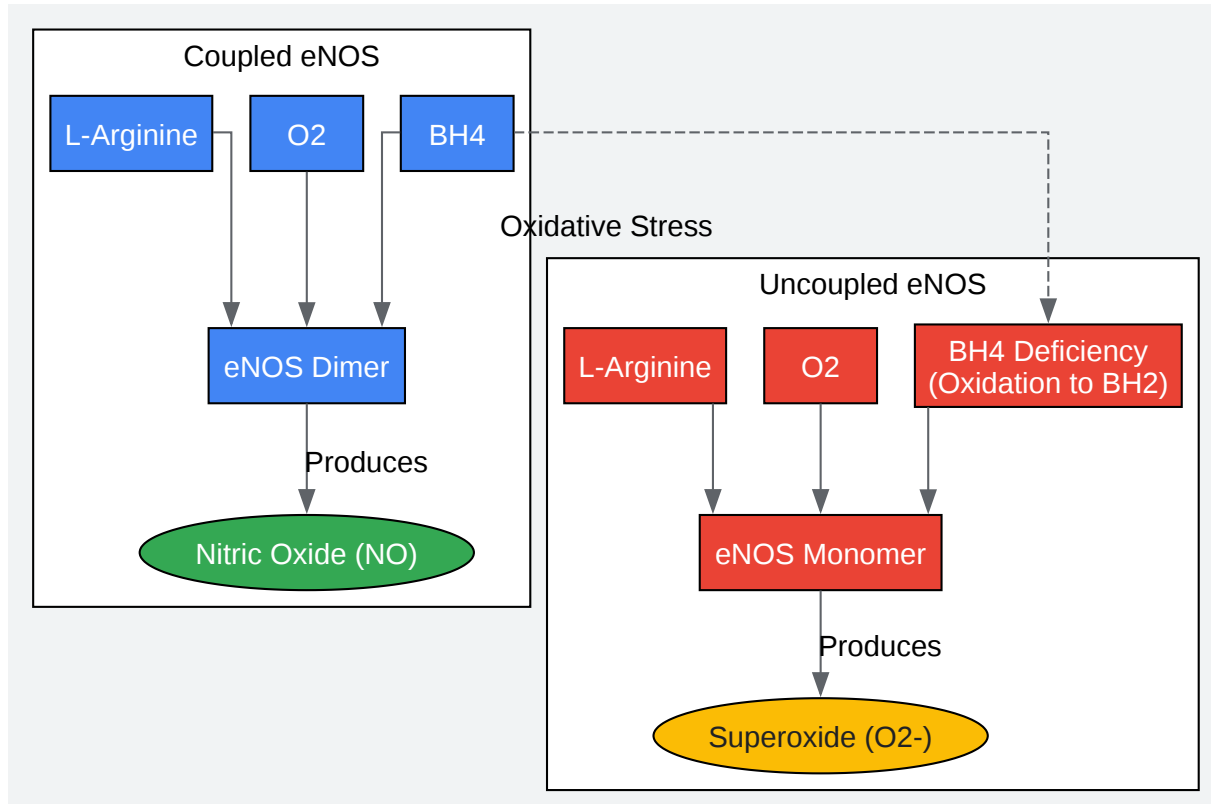 Coupled eNOS
L-Arginine
O2
BH4
Oxidative Stress
eNOS Dimer
Produces
Nitric Oxide (NO)
Uncoupled eNOS
L-Arginine
O2
BH4 Deficiency
(Oxidation to BH2)
eNOS Monomer
Produces
Superoxide (O2-)